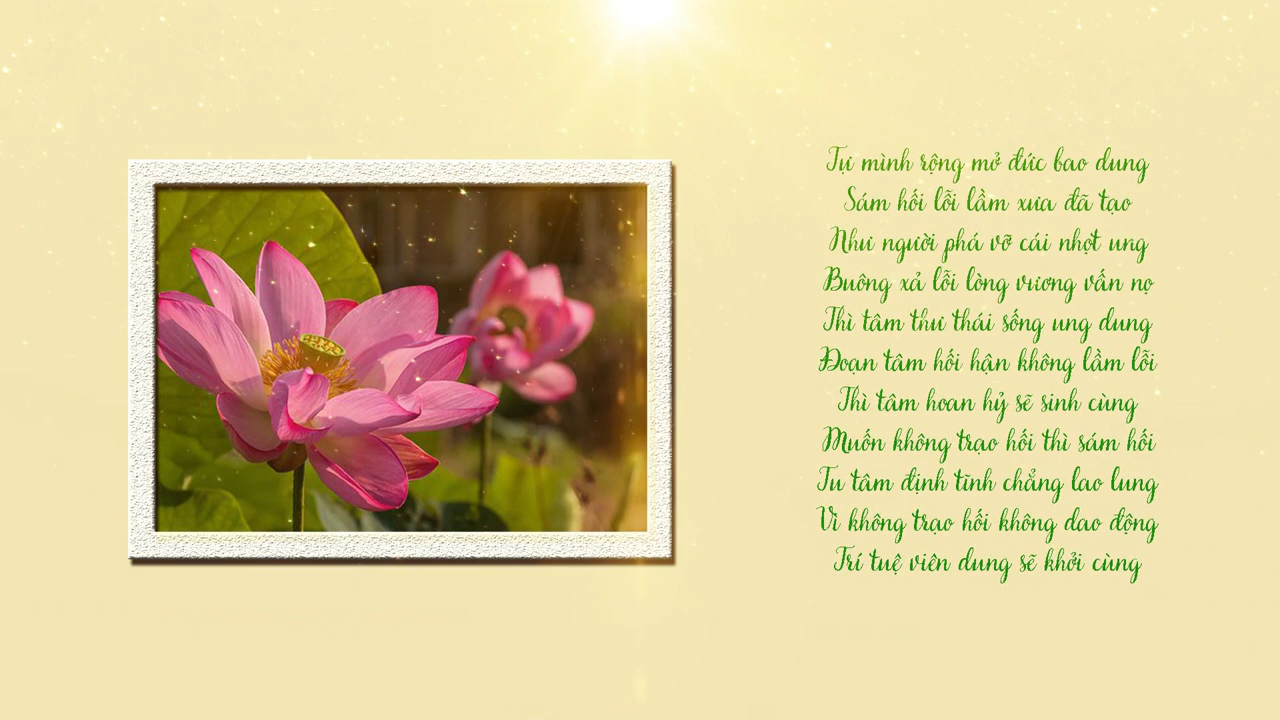 Tự mình rộng mở đức bao dung
Sám hối lỗi lầm xưa đã tạo
Như người phá vỡ cái nhọt ung
Buông xả lỗi lòng vương vấn nọ
Thì tâm thư thái sống ung dung
Đoạn tâm hối hận không lầm lỗi
Thì tâm hoan hỷ sẽ sinh cùng
Muốn không trạo hối thì sám hối
Tu tâm định tĩnh chẳng lao lung
Vì không trạo hối không dao động
Trí tuệ viên dung sẽ khởi cùng